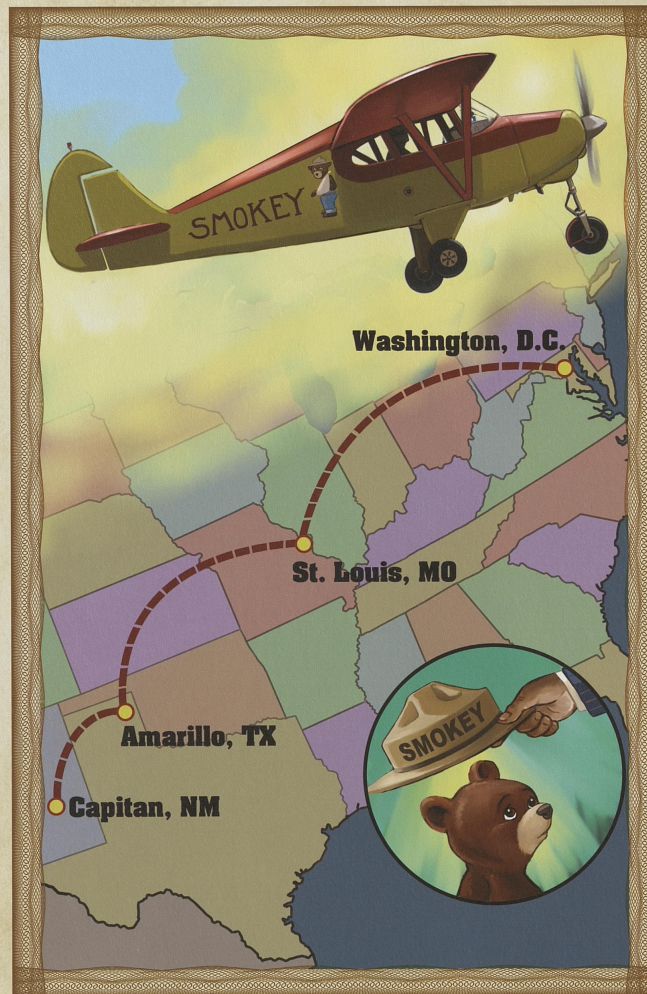 SMOKEY
Washington, D.C.
St. Louis, MO
Amarillo, TX
Capitan, NM
SMOKEY